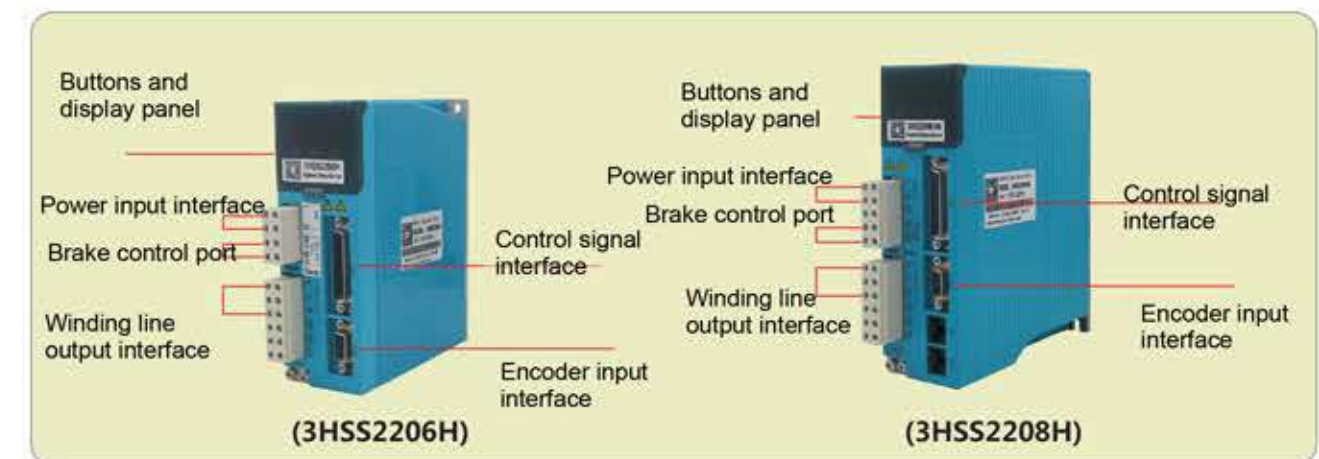 Buttons and
display panel
Power input interface
Brake control port
Winding line
output interface
Control signal
interface
Encoder input
interface
(3HSS2206H)
Buttons and
display panel
Power input interface
Brake control port
Winding line
output interface
Control signal
interface
Encoder input
interface
(3HSS2208H)